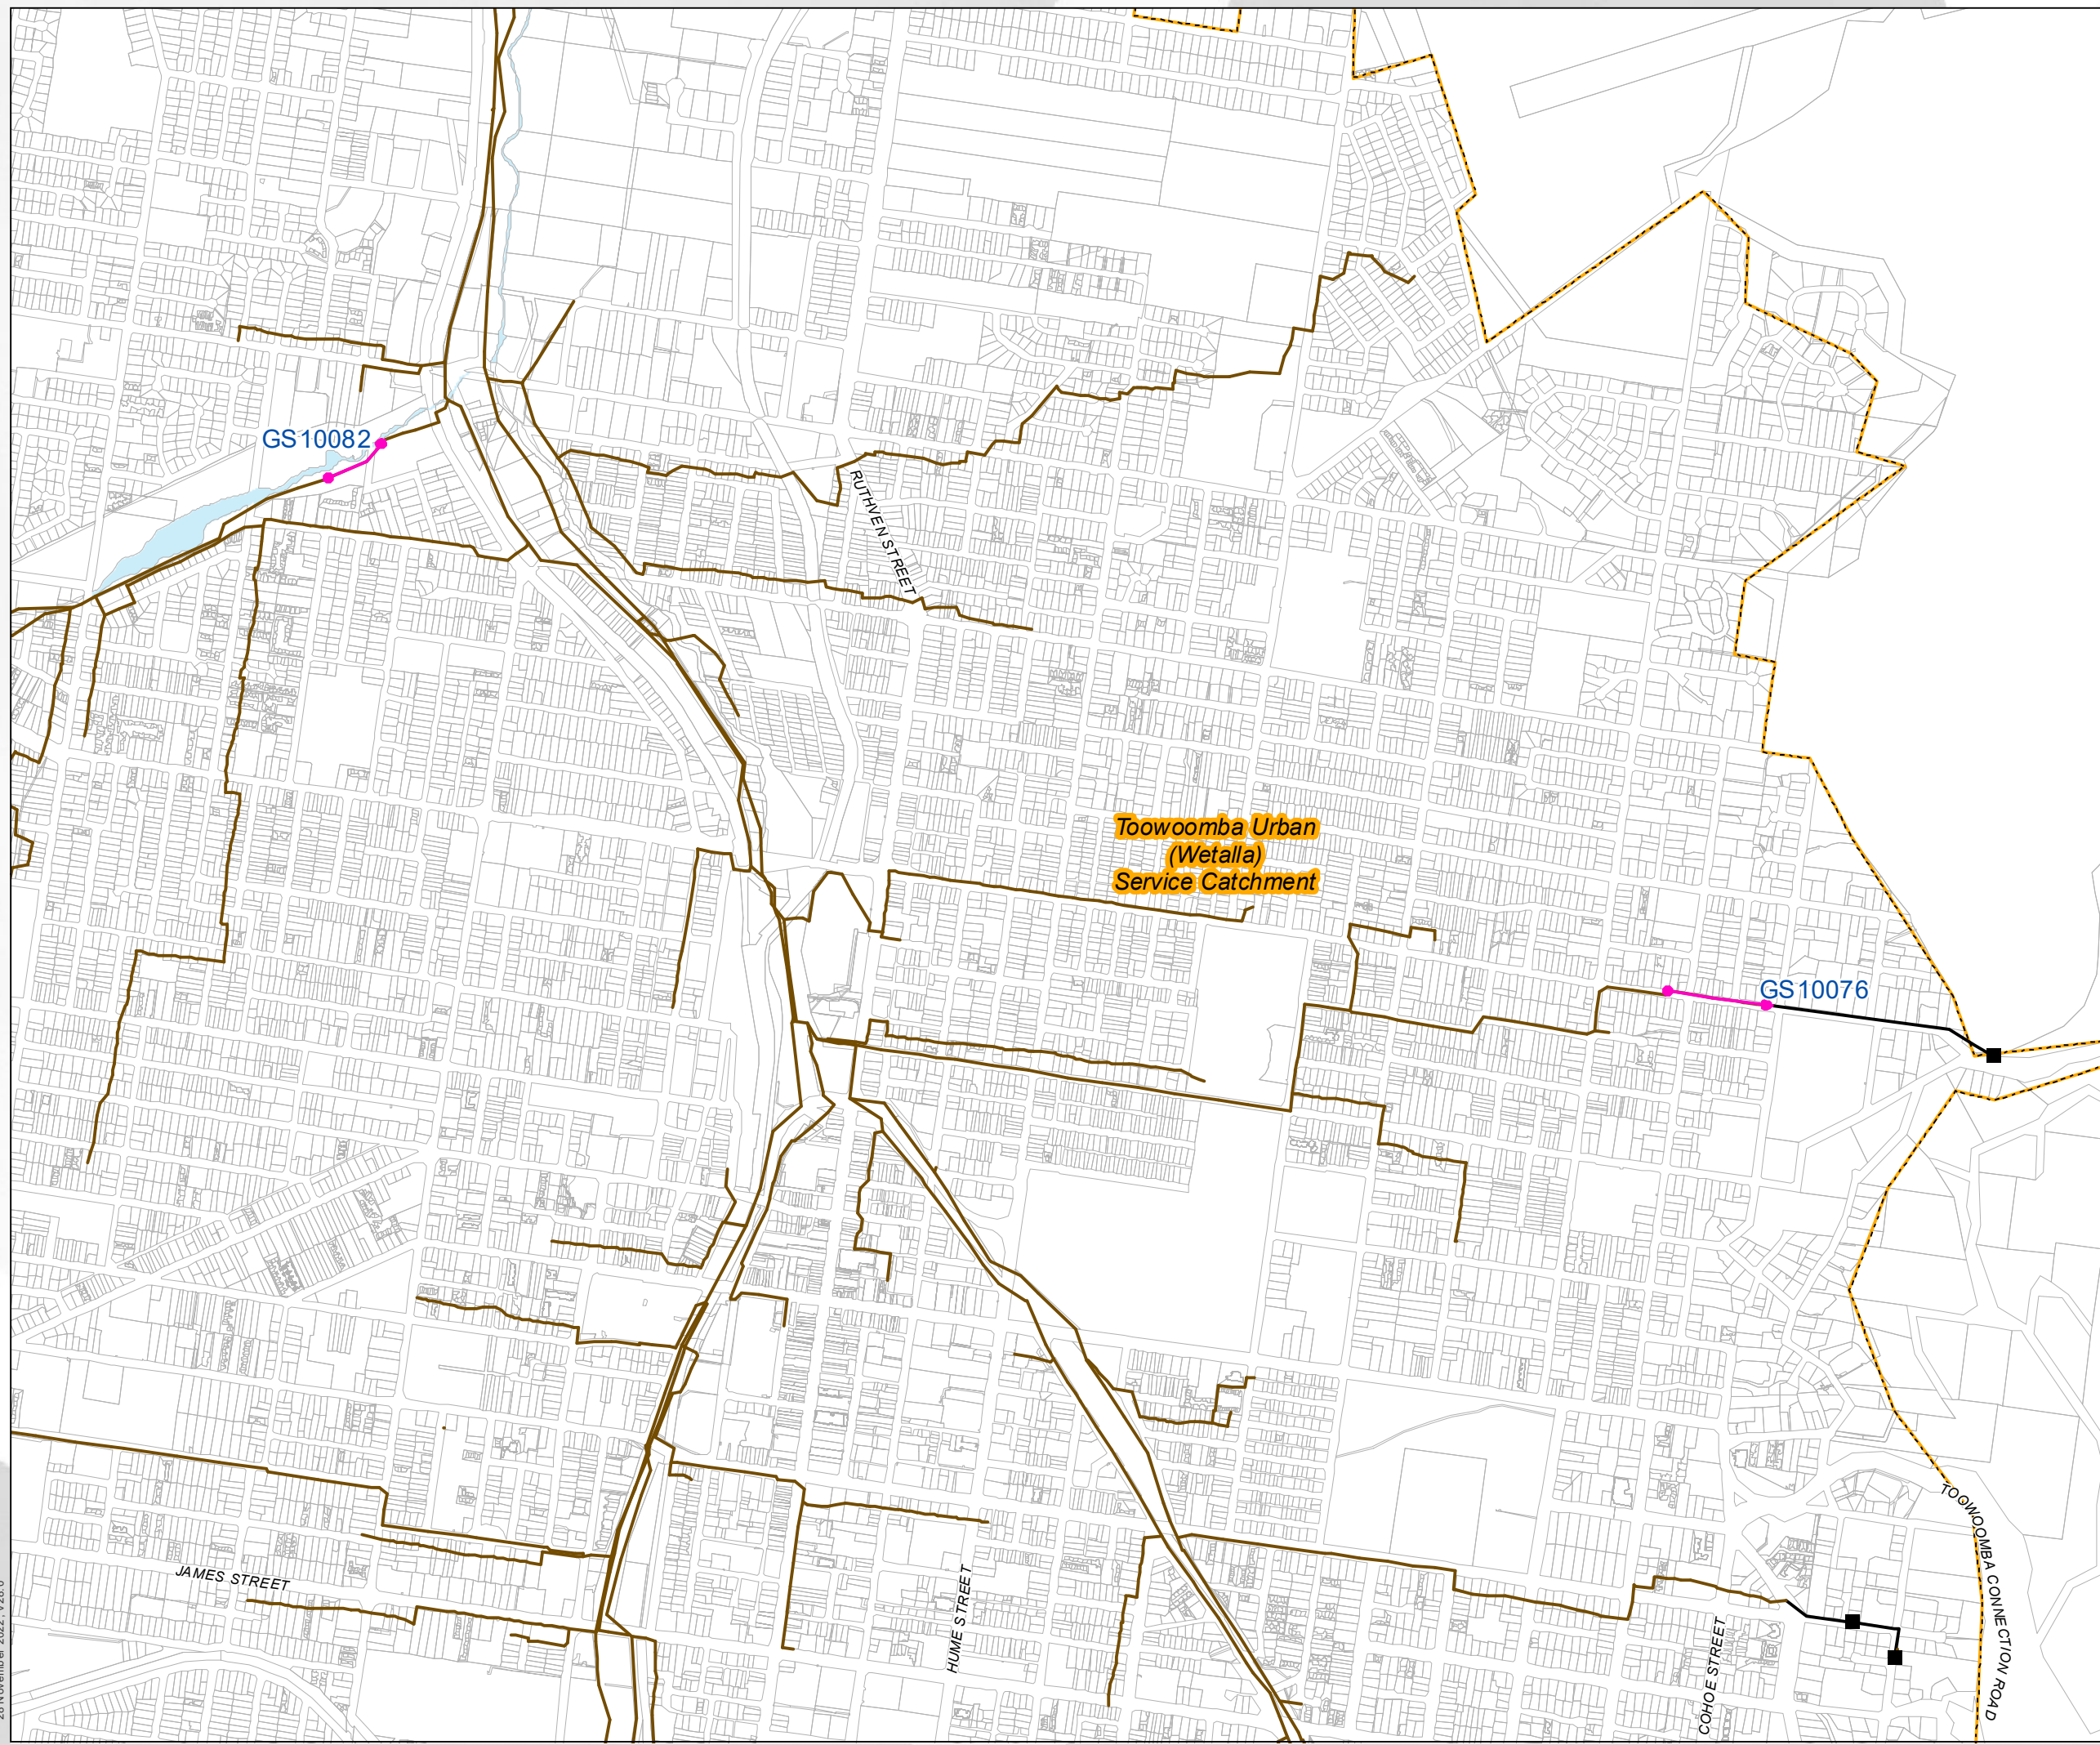 GS10082
RUTHVEN STREET
Toowoomba Urban
(Wetalla)
Service Catchment
GS10076
TOOWOOMBA CONNECTION ROAD
JAMES STREET
HUME STREET
COHOE STREET